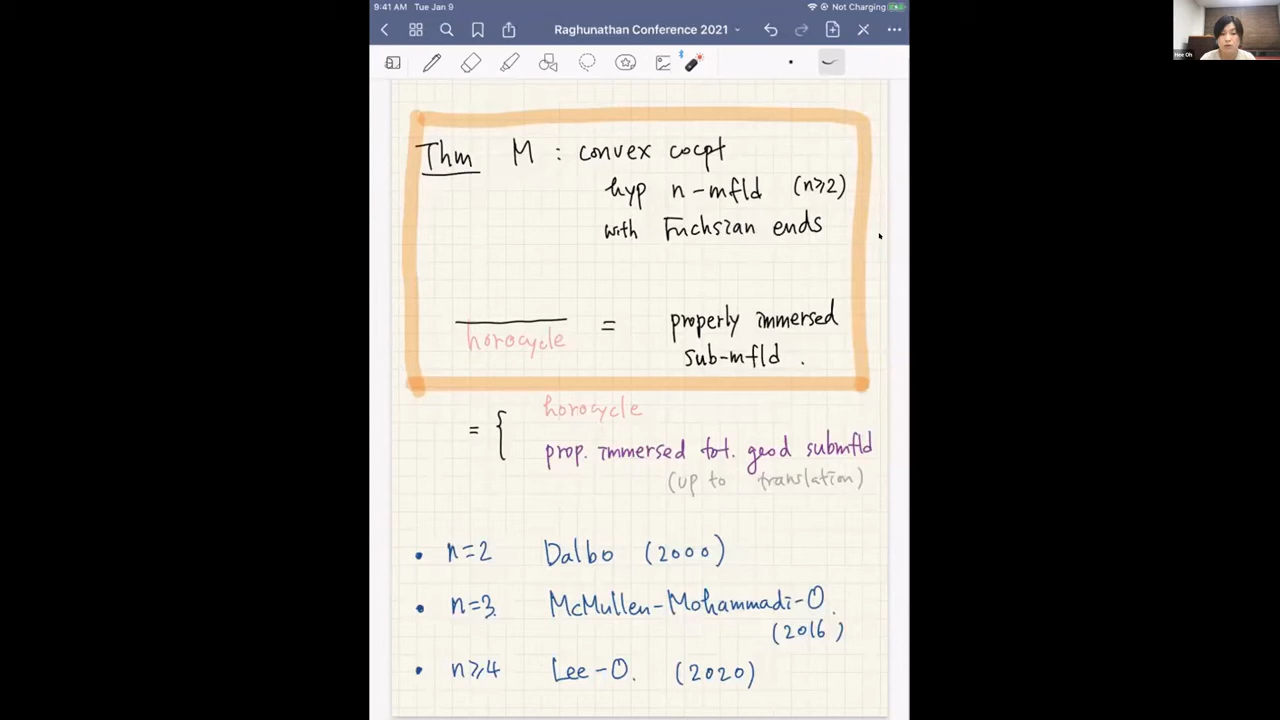 9:41 AM Tue Jan 9
Not Charging
Raghunathan Conference 2021
Hee Oh
Thm M : convex cocpt
hyp n-mfld (n≥2)
with Fuchsian ends
horocycle = properly immersed
sub-mfld .
= { horocycle
prop. immersed tot. geod submfld
(up to translation)
• n=2 Dalbo (2000)
• n=3. McMullen-Mohammadi-O.
(2016)
• n≥4 Lee-O. (2020)